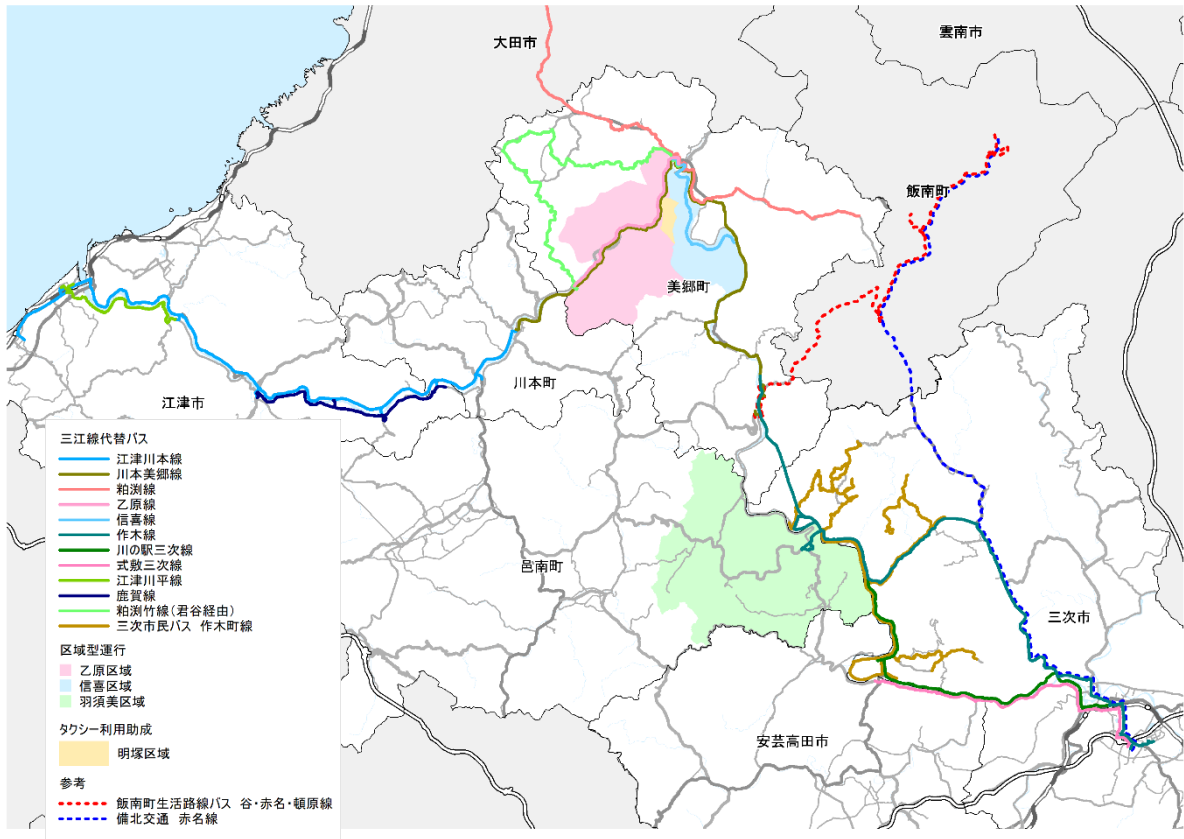 大田市
雲南市
飯南町
美郷町
川本町
江津市
邑南町
三次市
安芸高田市
三江線代替バス
江津川本線
川本美郷線
粕渕線
乙原線
信喜線
作木線
川の駅三次線
式敷三次線
江津川平線
鹿賀線
粕渕竹線(君谷経由)
三次市民バス 作木町線
区域型運行
乙原区域
信喜区域
羽須美区域
タクシー利用助成
明塚区域
参考
飯南町生活路線バス 谷・赤名・頓原線
備北交通 赤名線